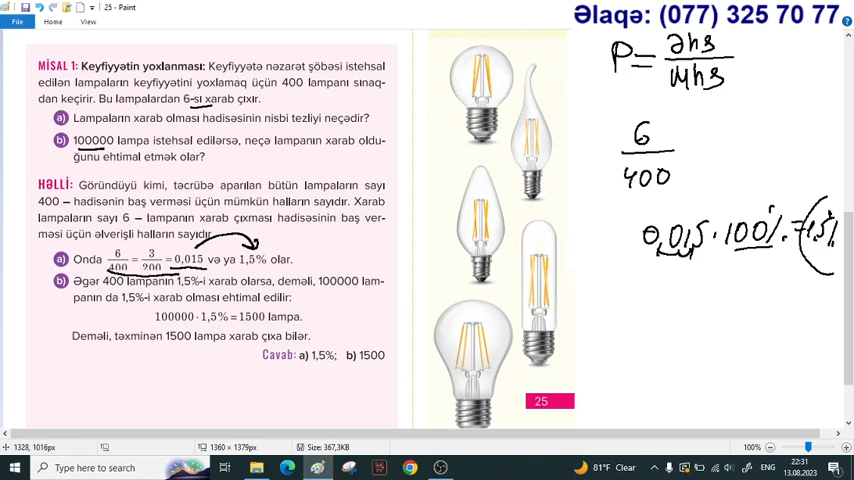 25 - Paint
Əlaqə: (077) 325 70 77
File Home View
MİSAL 1: Keyfiyyətin yoxlanması: Keyfiyyətə nəzarət şöbəsi istehsal
edilən lampaların keyfiyyətini yoxlamaq üçün 400 lampanı sınaq-
dan keçirir. Bu lampalardan 6-sı xarab çıxır.
a) Lampaların xarab olması hadisəsinin nisbi tezliyi neçədir?
b) 100000 lampa istehsal edilərsə, neçə lampanın xarab oldu-
ğunu ehtimal etmək olar?
HƏLLİ: Göründüyü kimi, təcrübə aparılan bütün lampaların sayı
400 – hadisənin baş verməsi üçün mümkün halların sayıdır. Xarab
lampaların sayı 6 – lampanın xarab çıxması hadisəsinin baş ver-
məsi üçün əlverişli halların sayıdır.
a) Onda 6/400 = 3/200 = 0,015 və ya 1,5% olar.
b) Əgər 400 lampanın 1,5%-i xarab olarsa, deməli, 100000 lam-
panın da 1,5%-i xarab olması ehtimal edilir:
100000 · 1,5% = 1500 lampa.
Deməli, təxminən 1500 lampa xarab çıxa bilər.
Cavab: a) 1,5%; b) 1500
25
P = Əhs/Mhs
6/400
0,015 · 100% = 1,5%
1328, 1016px
1360 × 1379px
Size: 367,3KB
100%
Type here to search
81°F Clear
ENG
22:31
13.08.2023